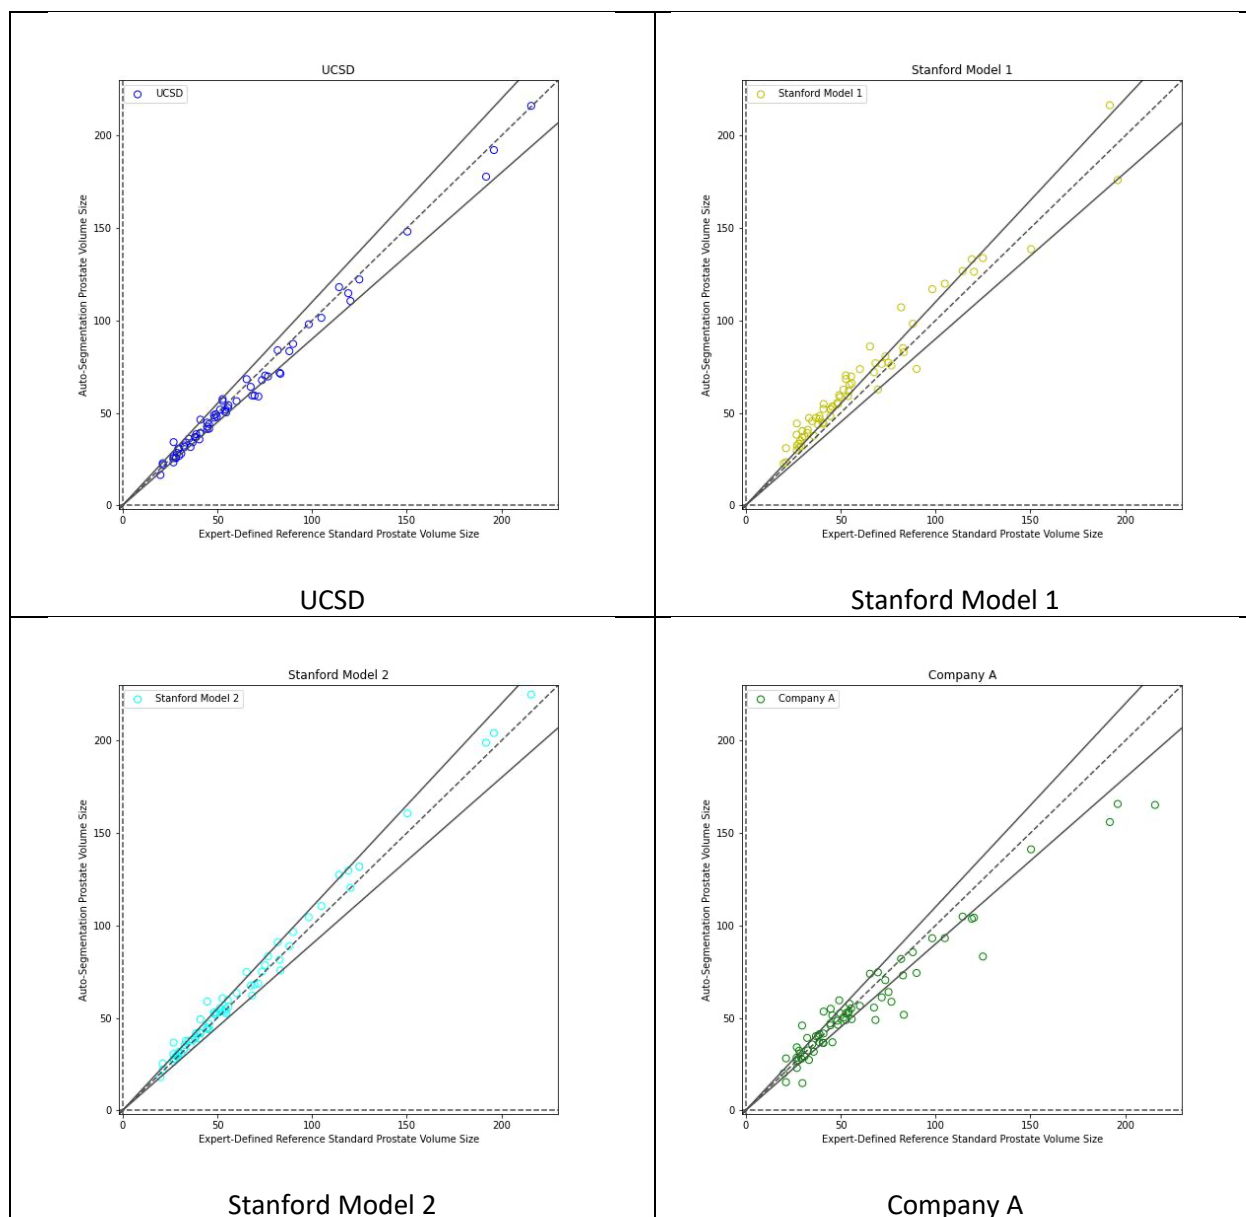 UCSD
UCSD
200
150
100
50
0
0 50 100 150 200
Auto-Segmentation Prostate Volume Size
Expert-Defined Reference Standard Prostate Volume Size
UCSD
Stanford Model 1
Stanford Model 1
200
150
100
50
0
0 50 100 150 200
Auto-Segmentation Prostate Volume Size
Expert-Defined Reference Standard Prostate Volume Size
Stanford Model 1
Stanford Model 2
Stanford Model 2
200
150
100
50
0
0 50 100 150 200
Auto-Segmentation Prostate Volume Size
Expert-Defined Reference Standard Prostate Volume Size
Stanford Model 2
Company A
Company A
200
150
100
50
0
0 50 100 150 200
Auto-Segmentation Prostate Volume Size
Expert-Defined Reference Standard Prostate Volume Size
Company A